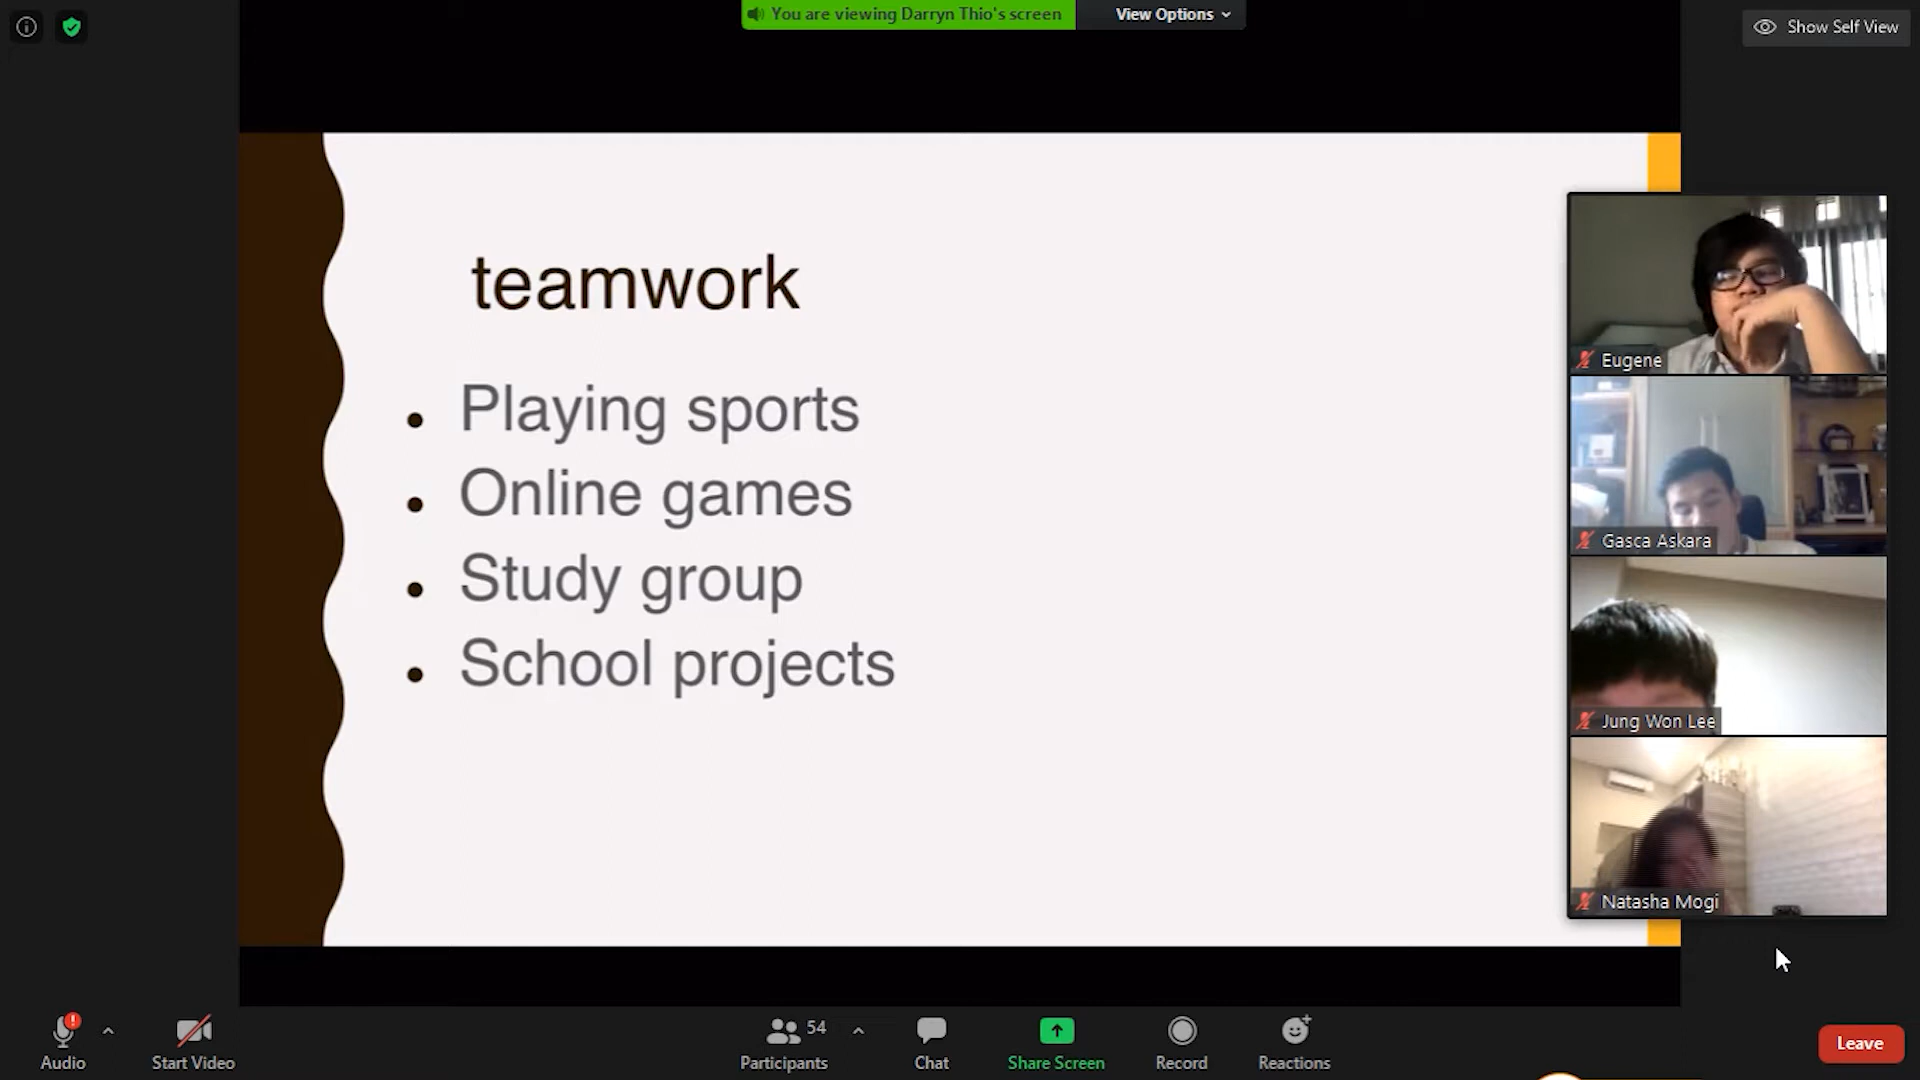 You are viewing Darryn Thio's screen
View Options
Show Self View
teamwork
• Playing sports
• Online games
• Study group
• School projects
Eugene
Gasca Askara
Jung Won Lee
Natasha Mogi
Audio
Start Video
54
Participants
Chat
Share Screen
Record
Reactions
Leave